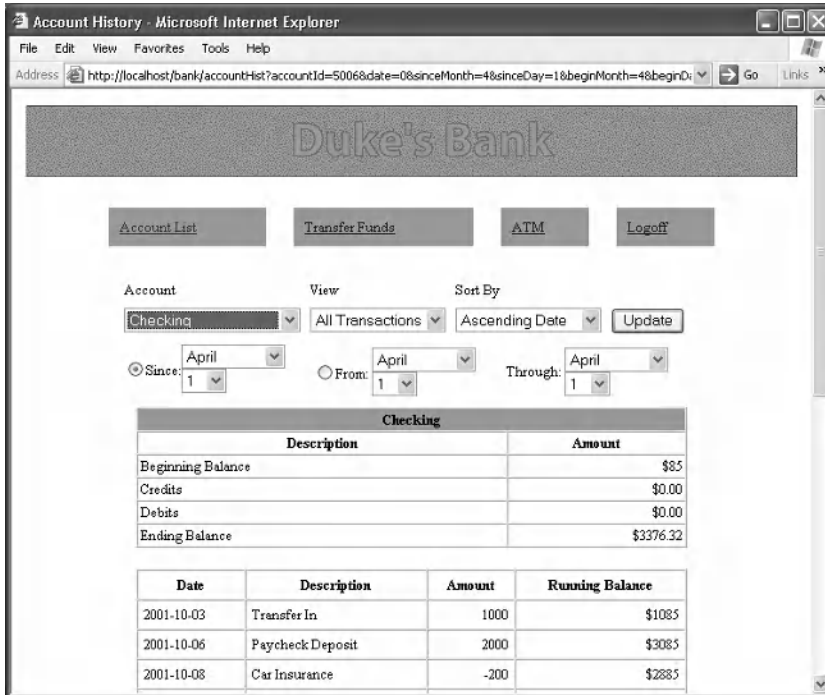 Account History - Microsoft Internet Explorer
File Edit View Favorites Tools Help
Address http://localhost/bank/accountHist?accountId=5006&date=0&sinceMonth=4&sinceDay=1&beginMonth=4&beginDa Go Links »
Duke's Bank
Account List Transfer Funds ATM Logoff
Account View Sort By
Checking All Transactions Ascending Date Update
Since: April 1 From: April 1 Through: April 1
Checking
Description Amount
Beginning Balance $85
Credits $0.00
Debits $0.00
Ending Balance $3376.32
Date Description Amount Running Balance
2001-10-03 Transfer In 1000 $1085
2001-10-06 Paycheck Deposit 2000 $3085
2001-10-08 Car Insurance -200 $2885